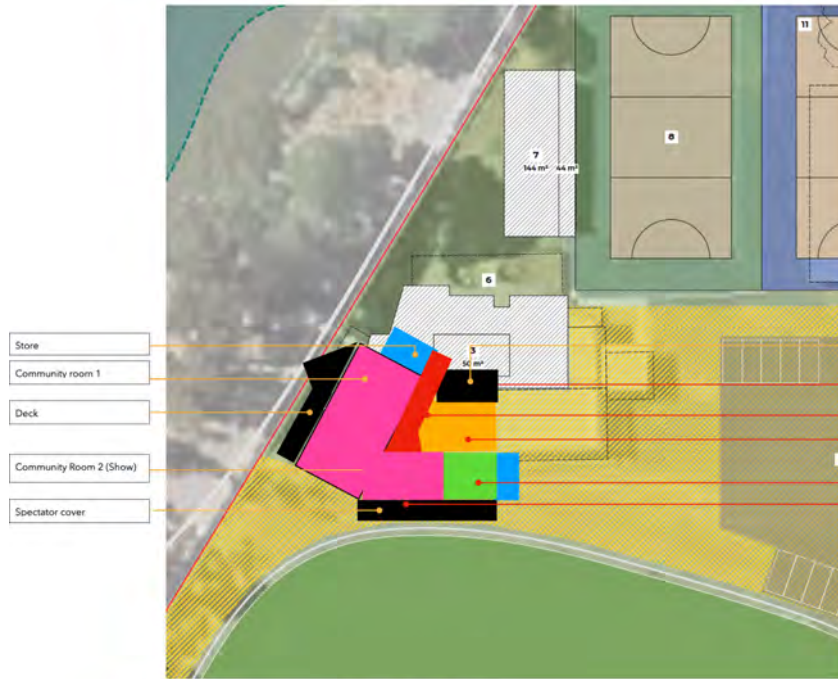 11
8
7
144 m²
44 m²
6
3
50 m²
Store
Community room 1
Deck
Community Room 2 (Show)
Spectator cover